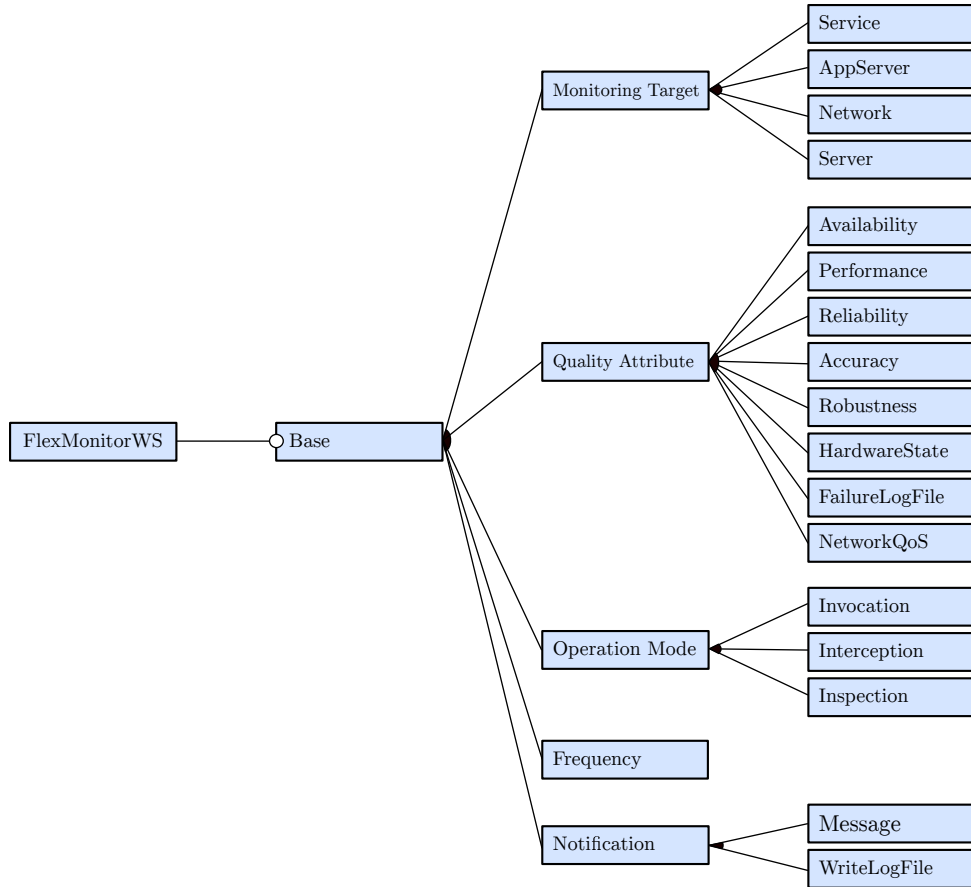 FlexMonitorWS
Base
Monitoring Target
Service
AppServer
Network
Server
Quality Attribute
Availability
Performance
Reliability
Accuracy
Robustness
HardwareState
FailureLogFile
NetworkQoS
Operation Mode
Invocation
Interception
Inspection
Frequency
Notification
Message
WriteLogFile